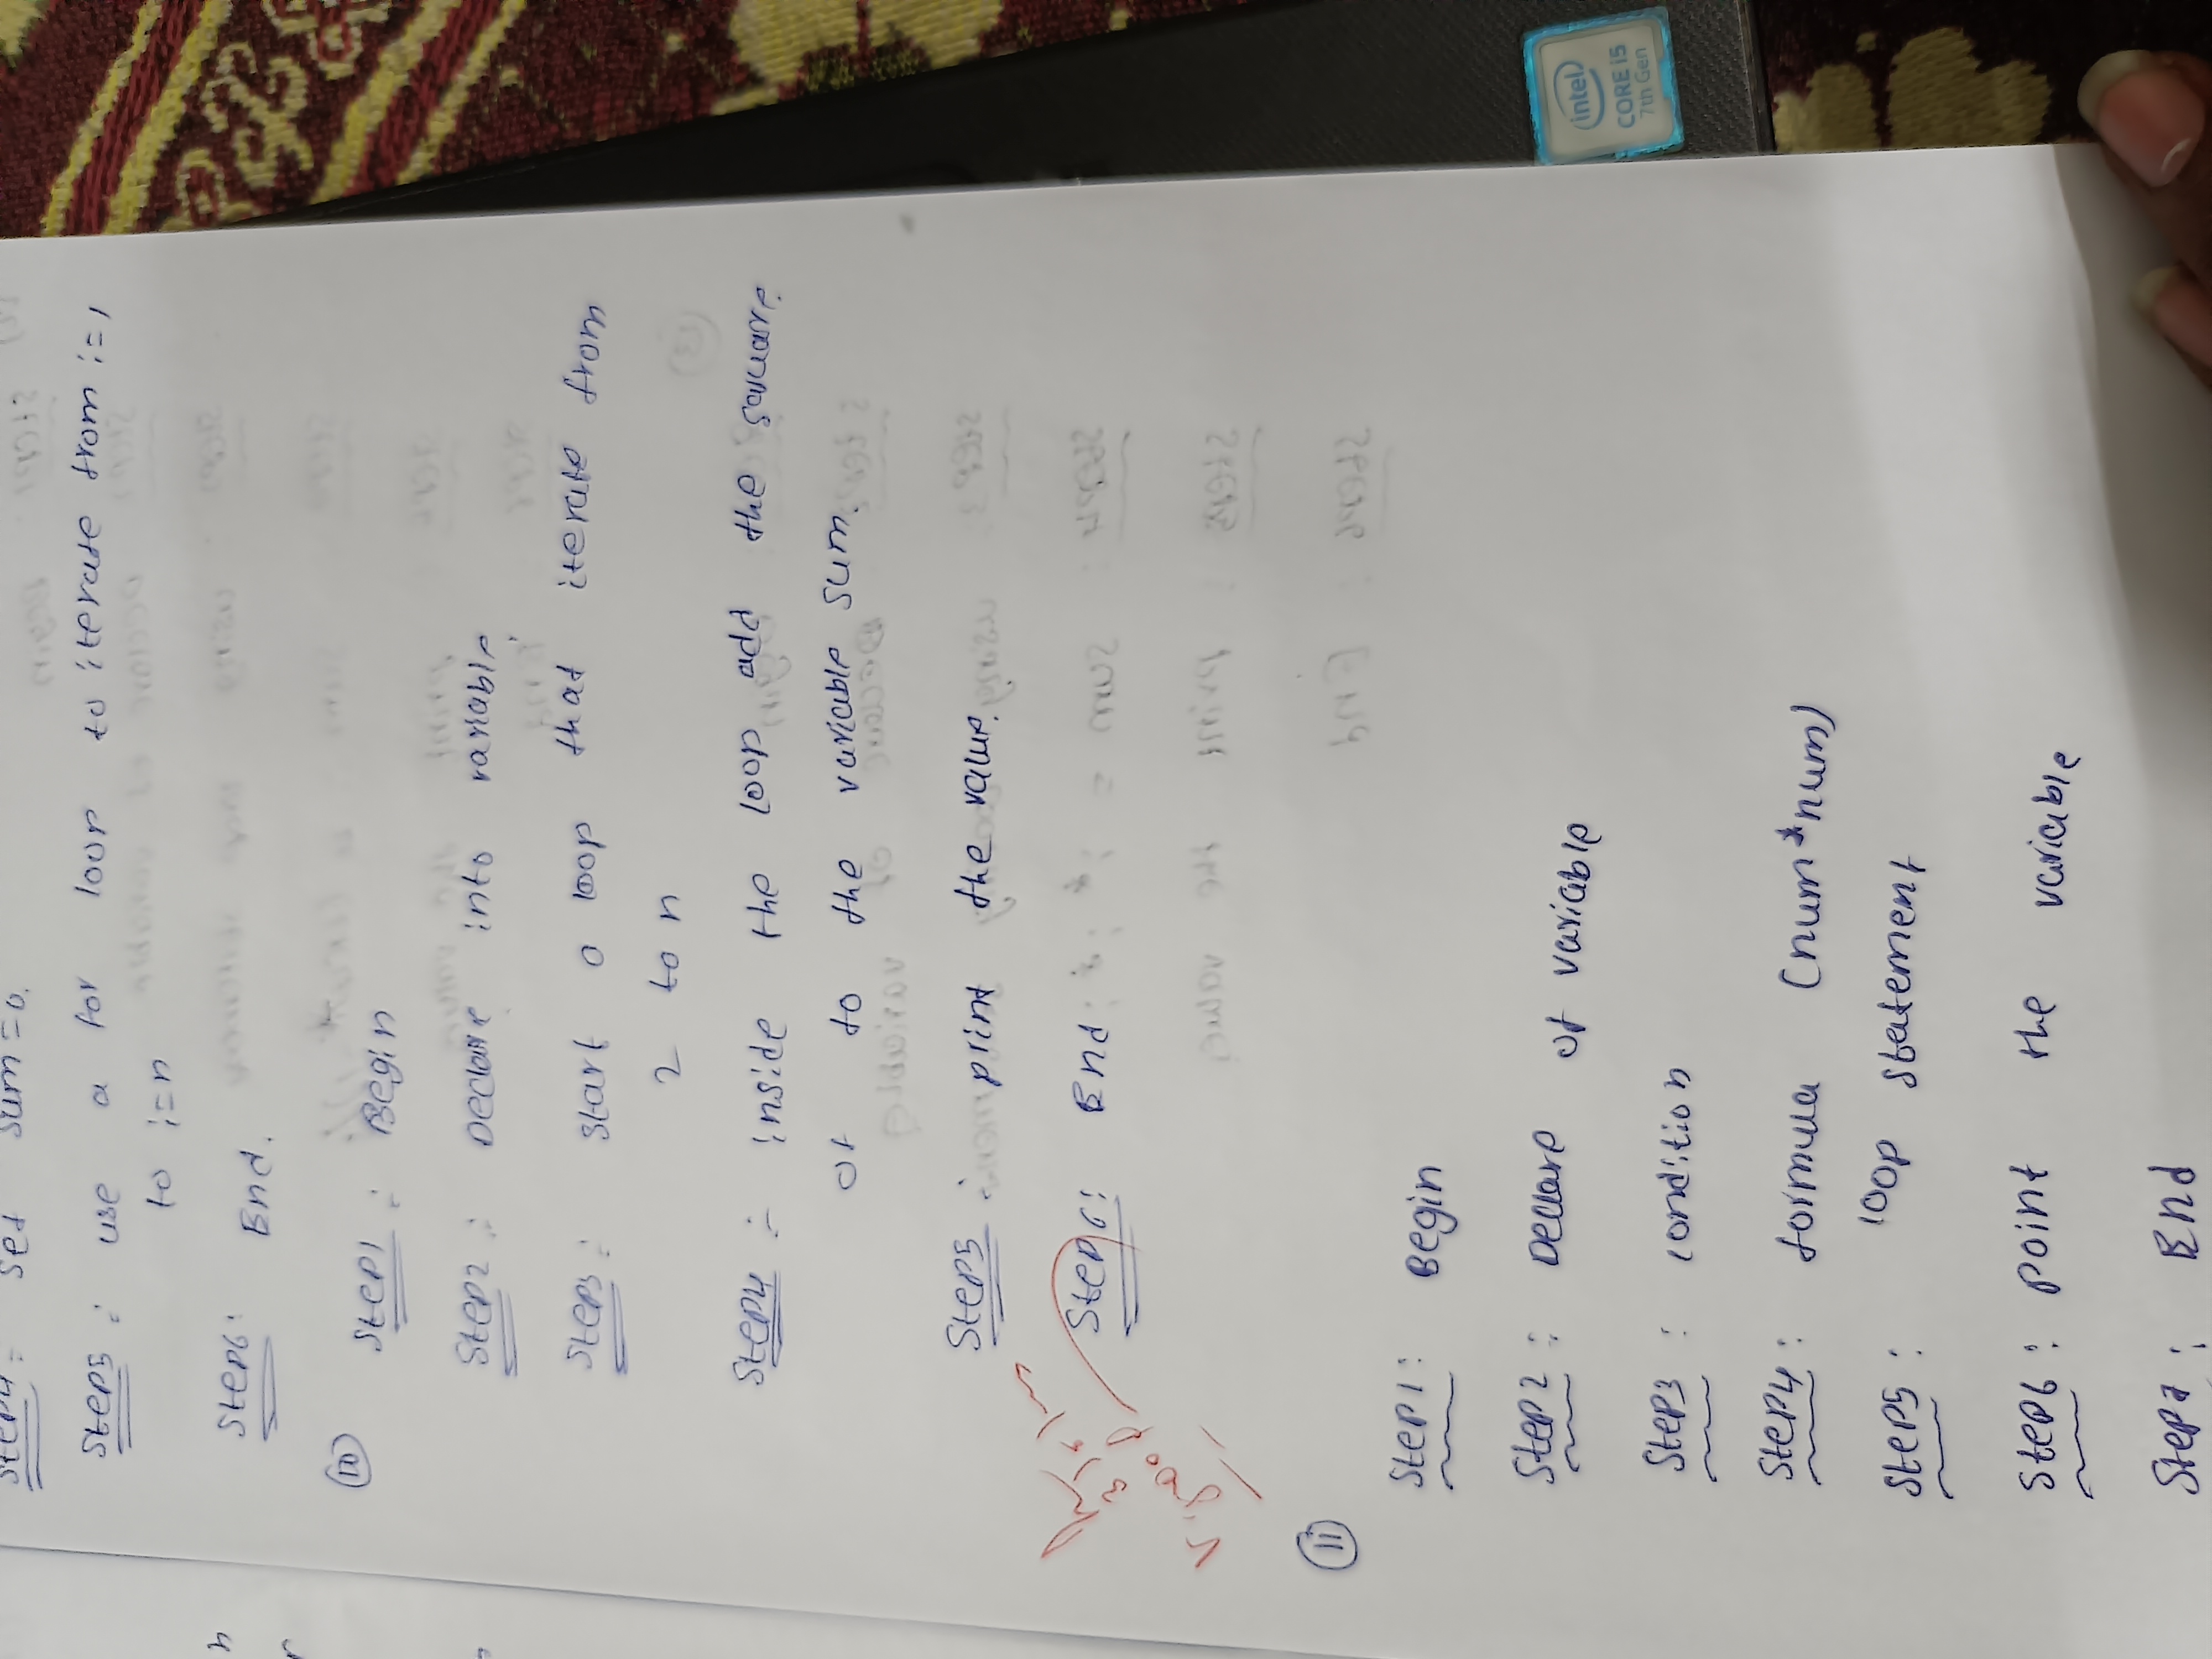 Step4: set sum=0.
Step5: use a for loop to iterate from i=1
to i=n
Step6: End.
10
Step1: Begin
Step2: Declare into variable
Step3: Start a loop that iterate from
2 to n
Step4: inside the loop add the square
of to the variable sum.
Step5: print the value.
Step6: End.
11
Step1: Begin
Step2: Declare of variable
Step3: condition
Step4: formula (num*num)
Step5: loop statement
Step6: point the variable
Step7: End
intel
CORE i5
7th Gen